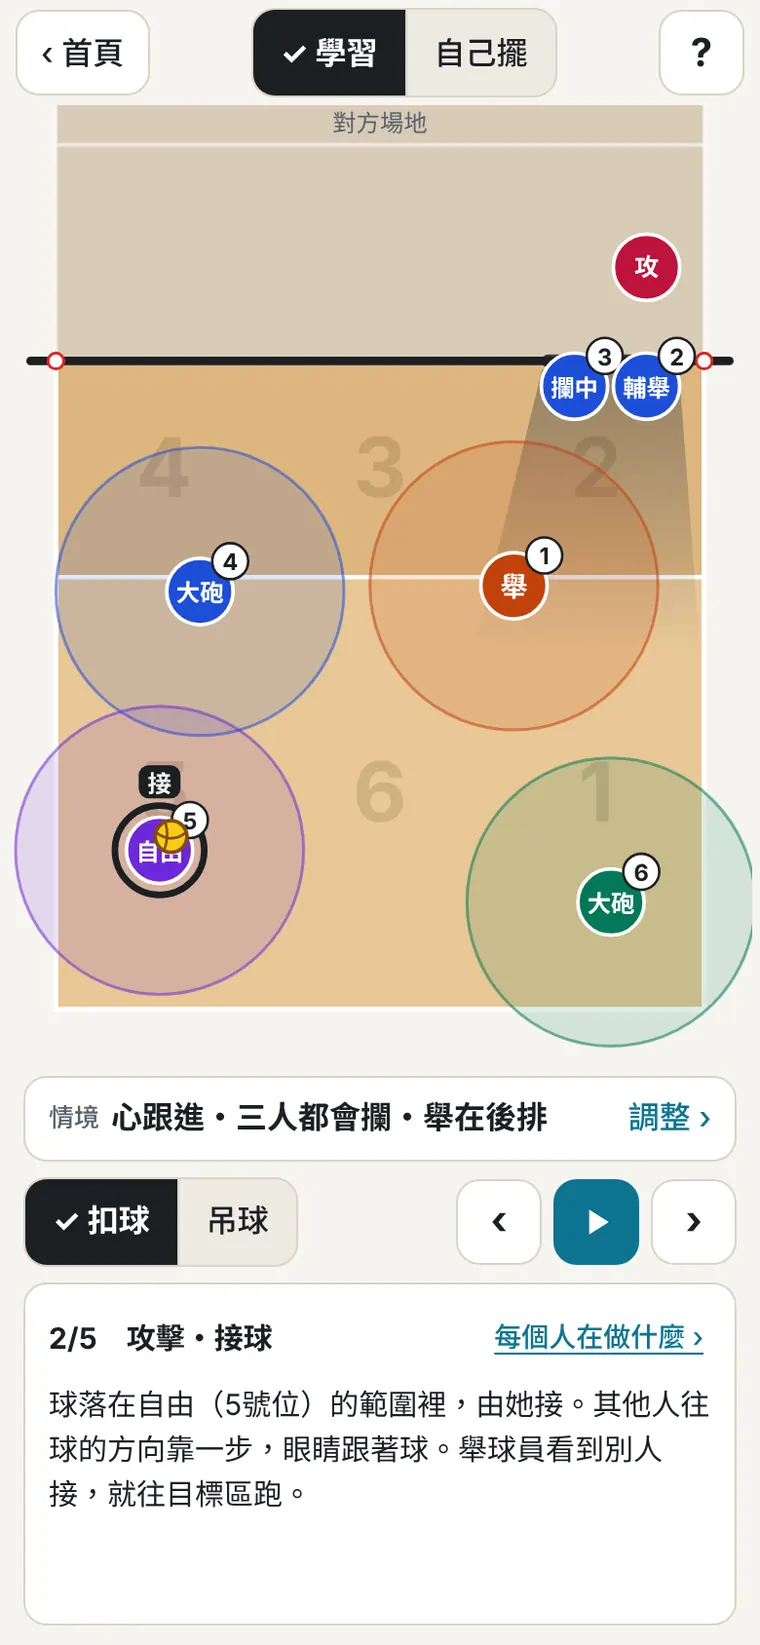 ‹ 首頁
✓ 學習
自己擺
?
對方場地
攻
3
2
攔中
輔舉
4
3
2
4
1
大砲
舉
接
5
6
1
5
自由
6
大砲
情境 心跟進・三人都會攔・舉在後排 調整 ›
✓ 扣球
吊球
‹
›
2/5 攻擊・接球 每個人在做什麼 ›
球落在自由（5號位）的範圍裡，由她接。其他人往
球的方向靠一步，眼睛跟著球。舉球員看到別人
接，就往目標區跑。